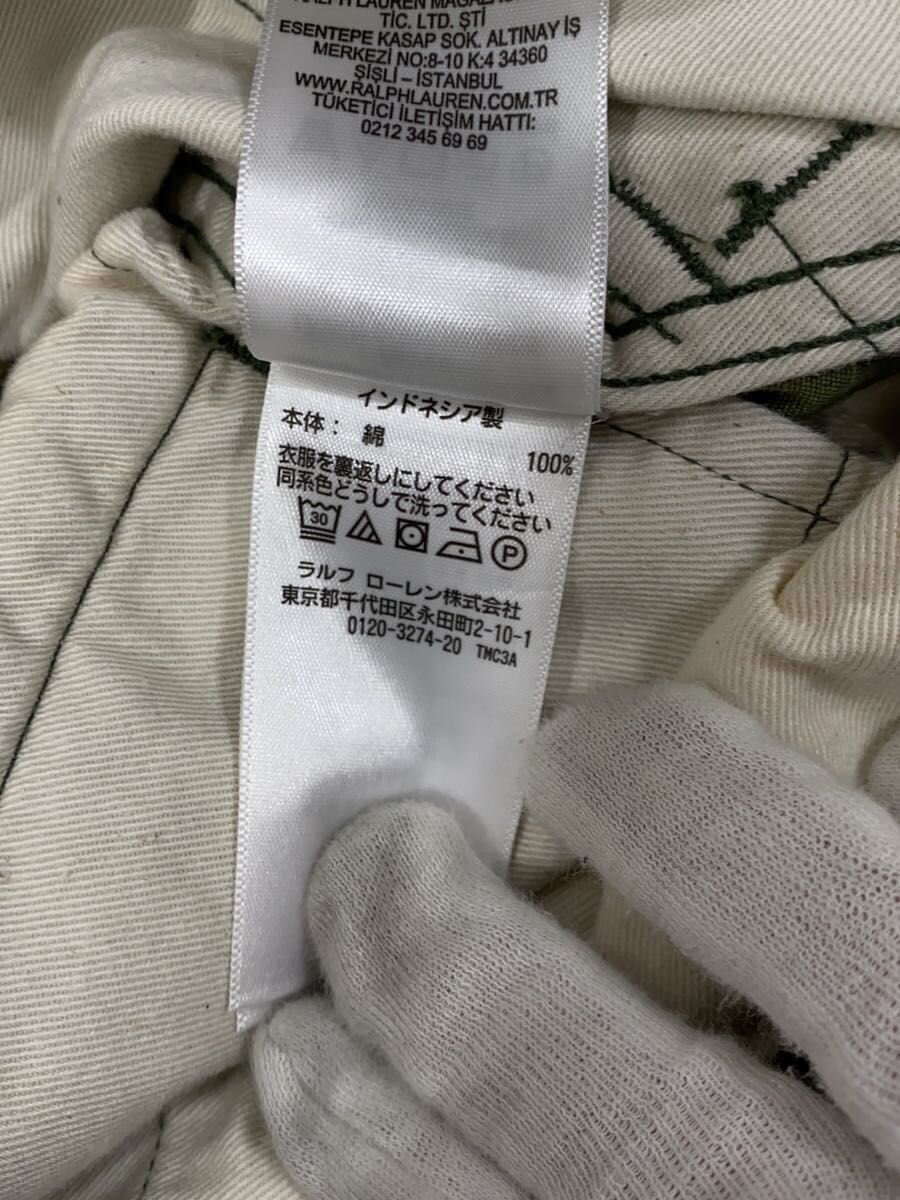 RALPH LAUREN
TİC. LTD. ŞTİ
ESENTEPE KASAP SOK. ALTINAY İŞ
MERKEZİ NO:8-10 K:4 34360
ŞİŞLİ – İSTANBUL
WWW.RALPHLAUREN.COM.TR
TÜKETİCİ İLETİŞİM HATTI:
0212 345 69 69
インドネシア製
本体： 綿 100%
衣服を裏返しにしてください
同系色どうしで洗ってください
30 P
ラルフ ローレン株式会社
東京都千代田区永田町2-10-1
0120-3274-20 TMC3A